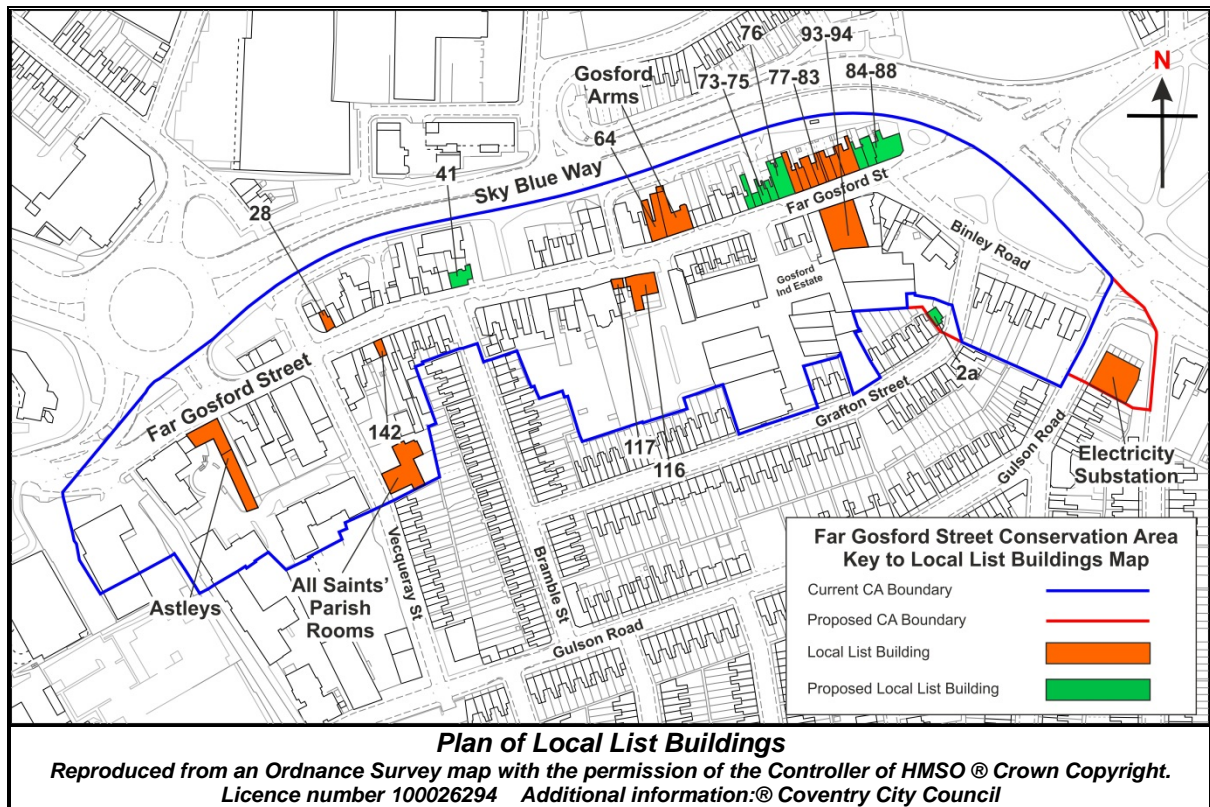 76
93-94
Gosford
Arms
73-75
77-83
84-88
N
64
41
Sky Blue Way
28
Far Gosford St
Binley Road
Gosford
Ind Estate
Far Gosford Street
2a
Grafton Street
142
117
116
Gulson Road
Electricity
Substation
Astleys
All Saints'
Parish
Rooms
Vecqueray St
Bramble St
Gulson Road
Far Gosford Street Conservation Area
Key to Local List Buildings Map
Current CA Boundary
Proposed CA Boundary
Local List Building
Proposed Local List Building
Plan of Local List Buildings
Reproduced from an Ordnance Survey map with the permission of the Controller of HMSO ® Crown Copyright.
Licence number 100026294 Additional information:® Coventry City Council